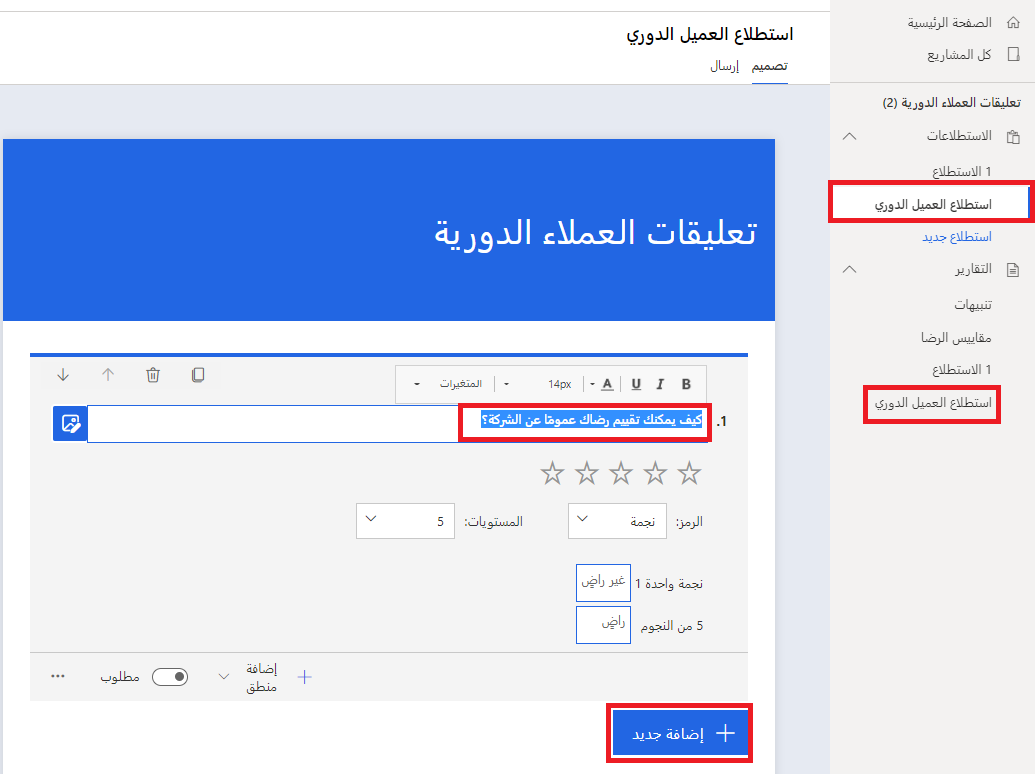 الصفحة الرئيسية
كل المشاريع
تعليقات العملاء الدورية (2)
الاستطلاعات
1 الاستطلاع
استطلاع العميل الدوري
استطلاع جديد
التقارير
تنبيهات
مقاييس الرضا
1 الاستطلاع
استطلاع العميل الدوري
استطلاع العميل الدوري
تصميم إرسال
تعليقات العملاء الدورية
B I U A 14px المتغيرات
1. كيف يمكنك تقييم رضاك عمومًا عن الشركة؟
الرمز: نجمة المستويات: 5
نجمة واحدة 1 غير راضٍ
5 من النجوم راضٍ
إضافة منطق
مطلوب
إضافة جديد